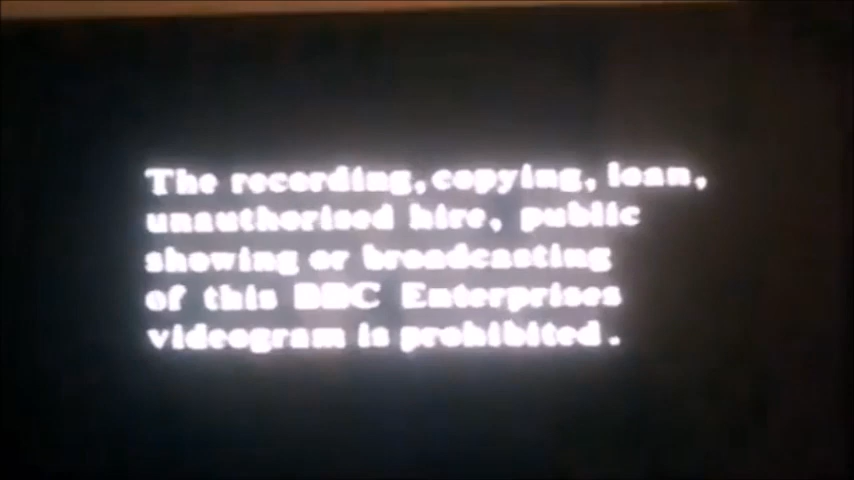 The recording, copying, loan,
unauthorised hire, public
showing or broadcasting
of this BBC Enterprises
videogram is prohibited.